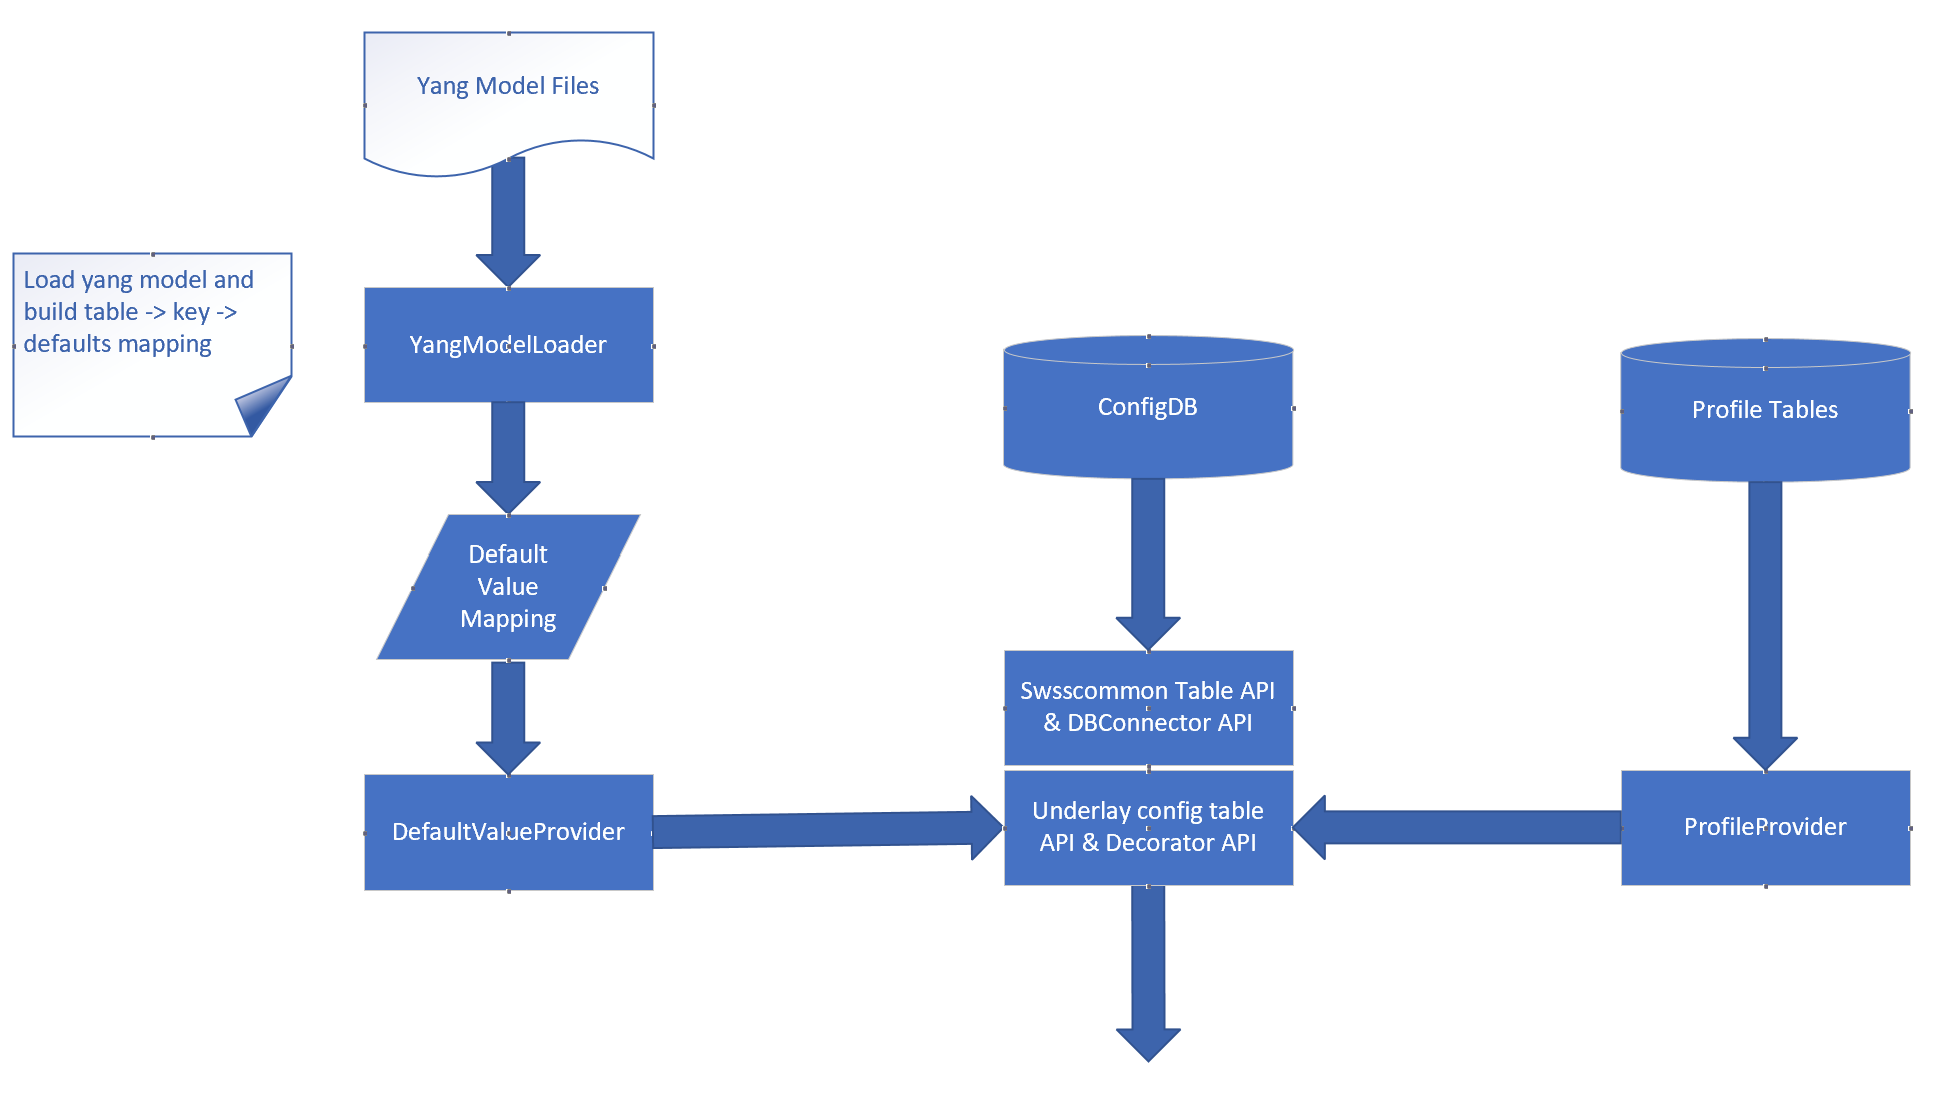 Yang Model Files
Load yang model and
build table -> key ->
defaults mapping
YangModelLoader
ConfigDB
Profile Tables
Default
Value
Mapping
Swsscommon Table API
& DBConnector API
DefaultValueProvider
Underlay config table
API & Decorator API
ProfileProvider